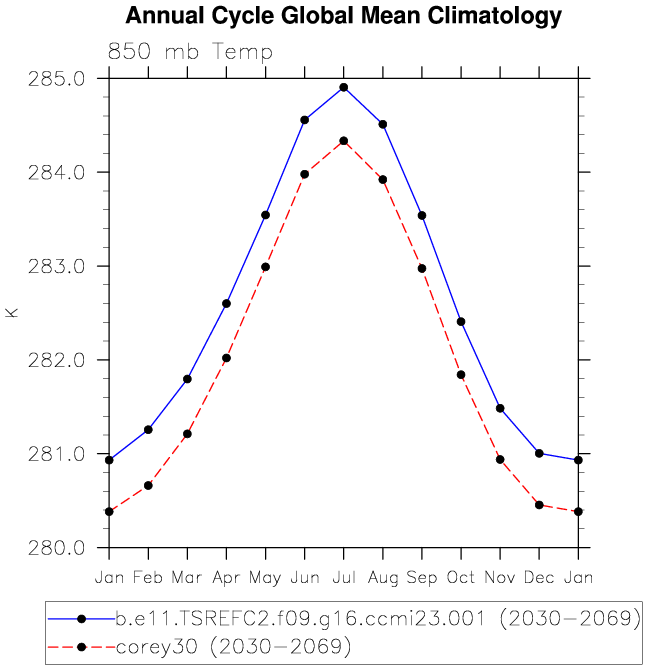 Annual Cycle Global Mean Climatology
850 mb Temp
285.0
284.0
283.0
282.0
281.0
280.0
K
Jan Feb Mar Apr May Jun Jul Aug Sep Oct Nov Dec Jan
b.e11.TSREFC2.f09.g16.ccmi23.001 (2030-2069)
corey30 (2030-2069)